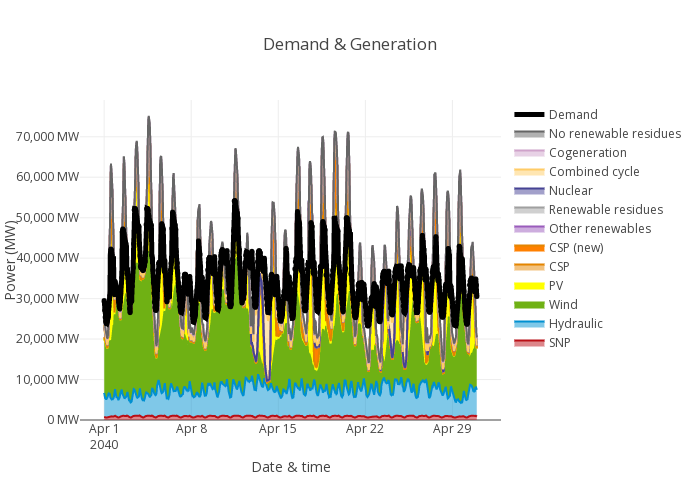 Demand & Generation
Power (MW)
70,000 MW
60,000 MW
50,000 MW
40,000 MW
30,000 MW
20,000 MW
10,000 MW
0 MW
Apr 1
2040
Apr 8
Apr 15
Apr 22
Apr 29
Date & time
Demand
No renewable residues
Cogeneration
Combined cycle
Nuclear
Renewable residues
Other renewables
CSP (new)
CSP
PV
Wind
Hydraulic
SNP